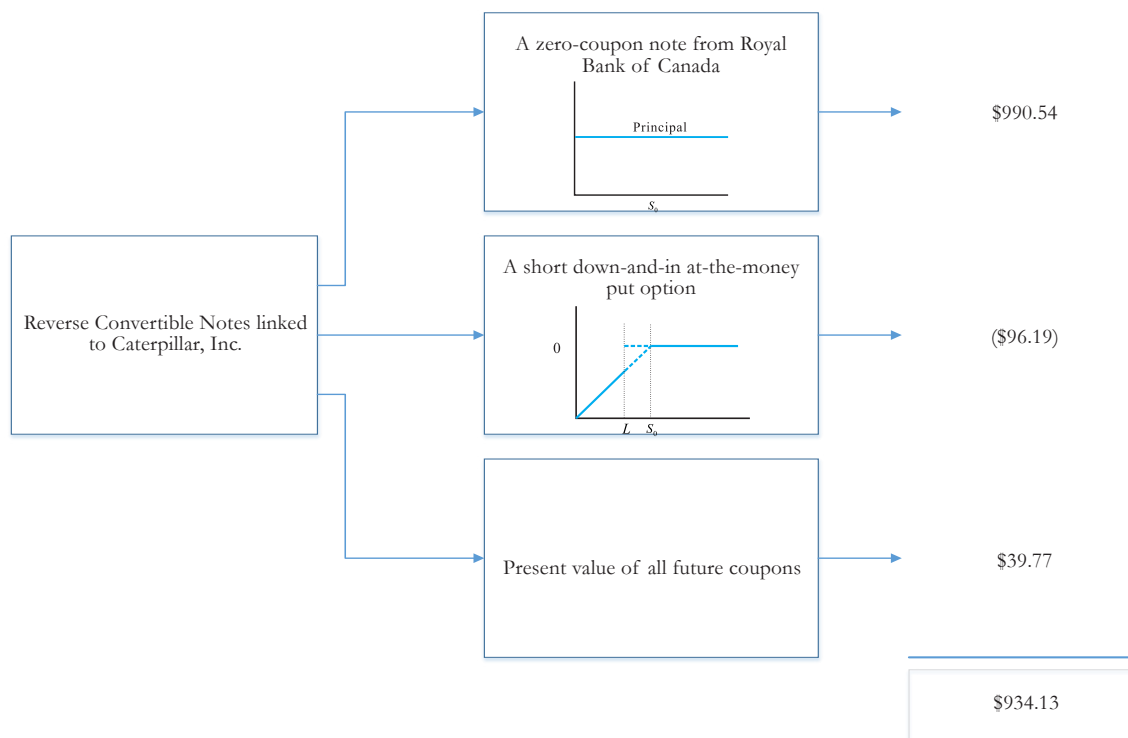 A zero-coupon note from Royal
Bank of Canada
Principal
S₀
$990.54
Reverse Convertible Notes linked
to Caterpillar, Inc.
A short down-and-in at-the-money
put option
0
L S₀
($96.19)
Present value of all future coupons
$39.77
$934.13